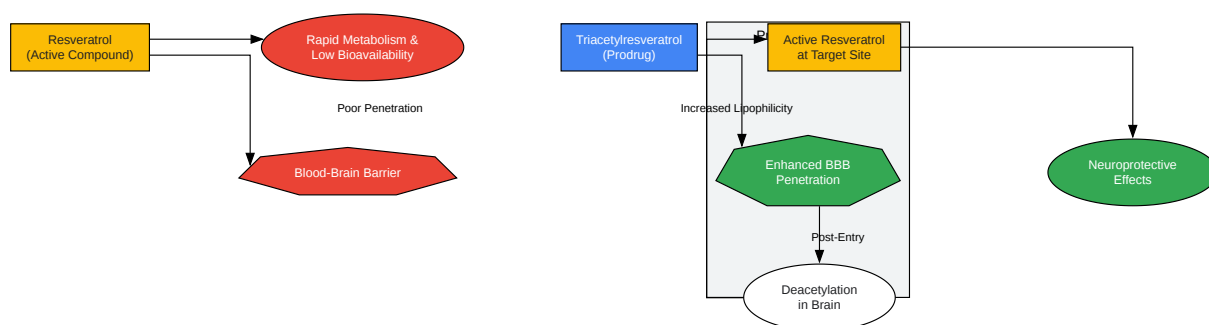 Resveratrol
(Active Compound)
Rapid Metabolism &
Low Bioavailability
Poor Penetration
Blood-Brain Barrier
Triacetylresveratrol
(Prodrug)
Active Resveratrol
at Target Site
Increased Lipophilicity
Enhanced BBB
Penetration
Post-Entry
Deacetylation
in Brain
Neuroprotective
Effects